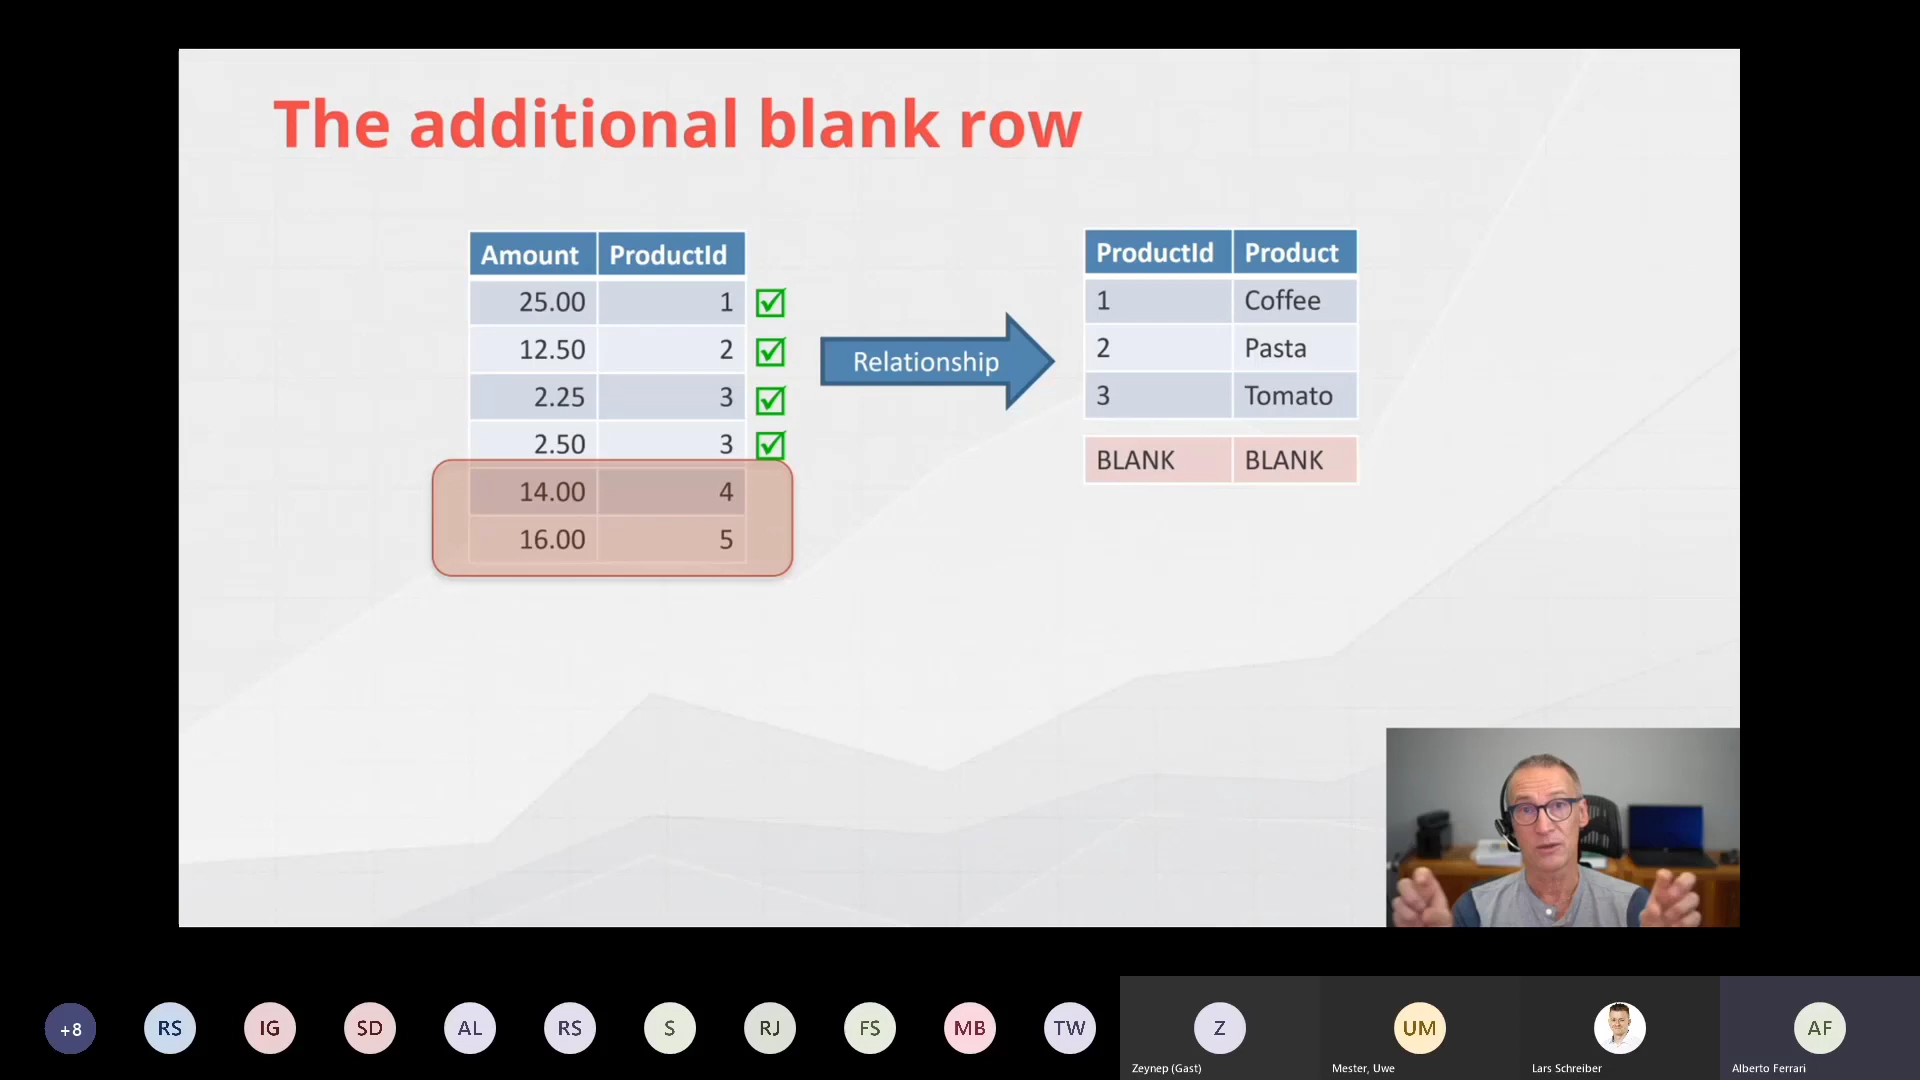 The additional blank row
Amount ProductId
25.00 1
12.50 2
2.25 3
2.50 3
14.00 4
16.00 5
Relationship
ProductId Product
1 Coffee
2 Pasta
3 Tomato
BLANK BLANK
+8 RS IG SD AL RS S RJ FS MB TW Z UM AF
Zeynep (Gast) Mester, Uwe Lars Schreiber Alberto Ferrari